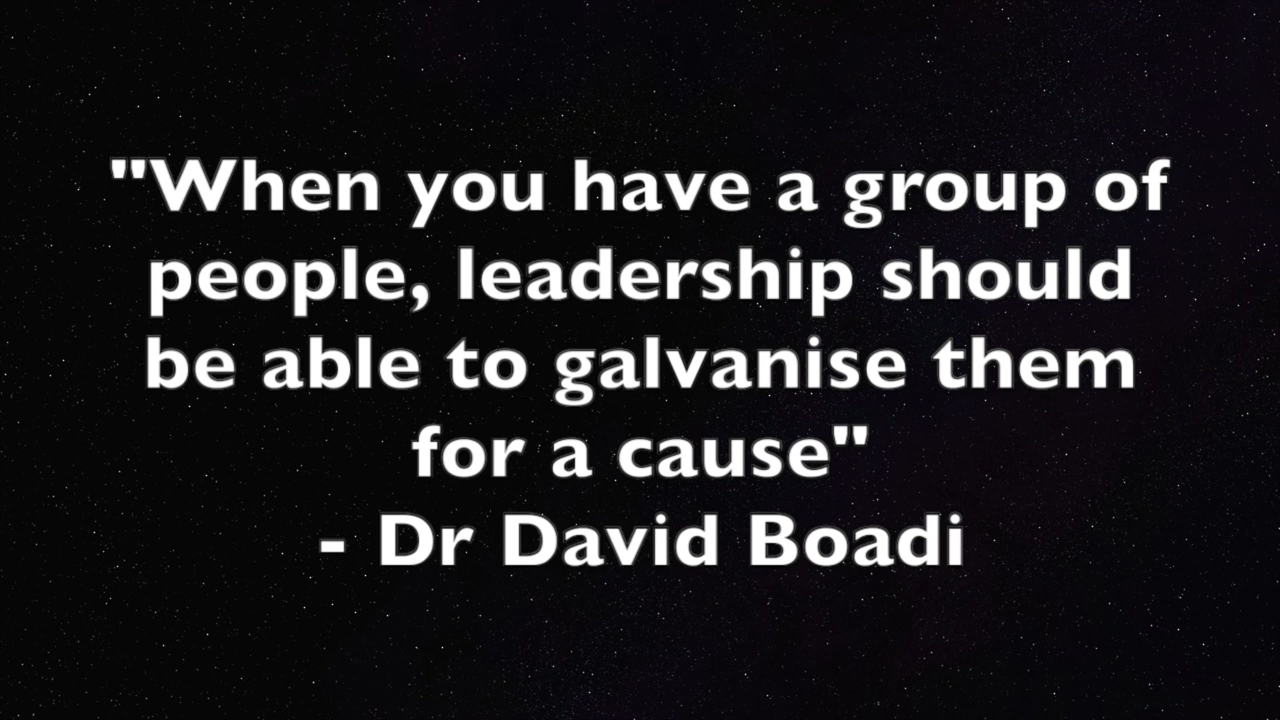 "When you have a group of
people, leadership should
be able to galvanise them
for a cause"
- Dr David Boadi